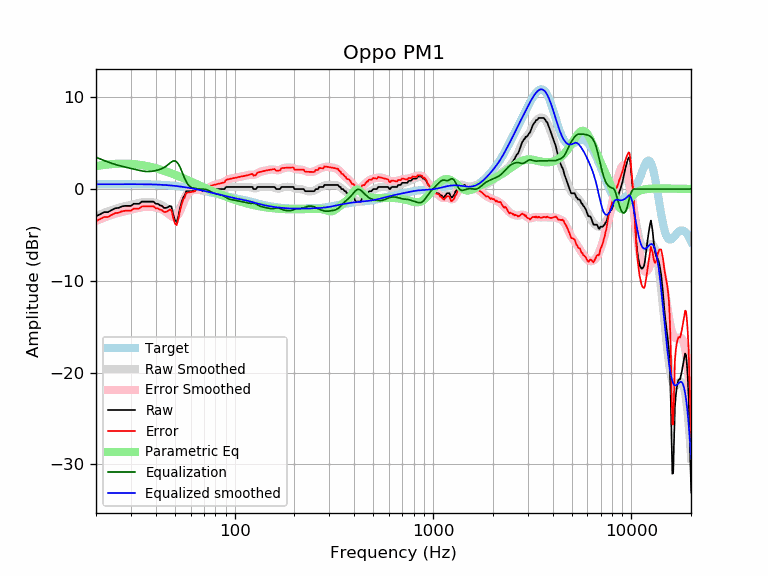 Oppo PM1
10
0
−10
−20
−30
Amplitude (dBr)
Target
Raw Smoothed
Error Smoothed
Raw
Error
Parametric Eq
Equalization
Equalized smoothed
100
1000
10000
Frequency (Hz)